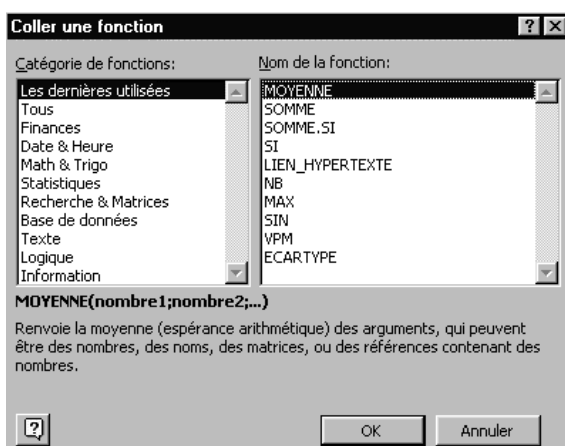 Coller une fonction
Catégorie de fonctions:
Les dernières utilisées
Tous
Finances
Date & Heure
Math & Trigo
Statistiques
Recherche & Matrices
Base de données
Texte
Logique
Information
Nom de la fonction:
MOYENNE
SOMME
SOMME.SI
SI
LIEN_HYPERTEXTE
NB
MAX
SIN
VPM
ECARTYPE
MOYENNE(nombre1;nombre2;...)
Renvoie la moyenne (espérance arithmétique) des arguments, qui peuvent
être des nombres, des noms, des matrices, ou des références contenant des
nombres.
OK
Annuler